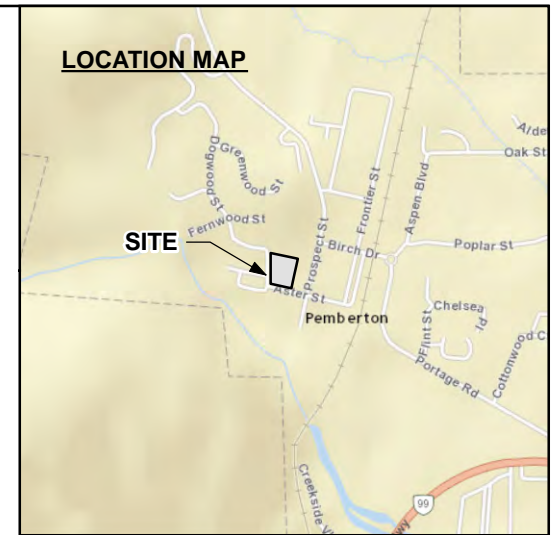 LOCATION MAP
Alde
Oak St
Greenwood St
Dogwood St
Frontier St
Aspen Blvd
Fernwood St
Prospect St
SITE
Birch Dr
Poplar St
Aster St
Pemberton
Chelsea
Pl
Flint St
Cottonwood C
Portage Rd
Creekside V
99
wy